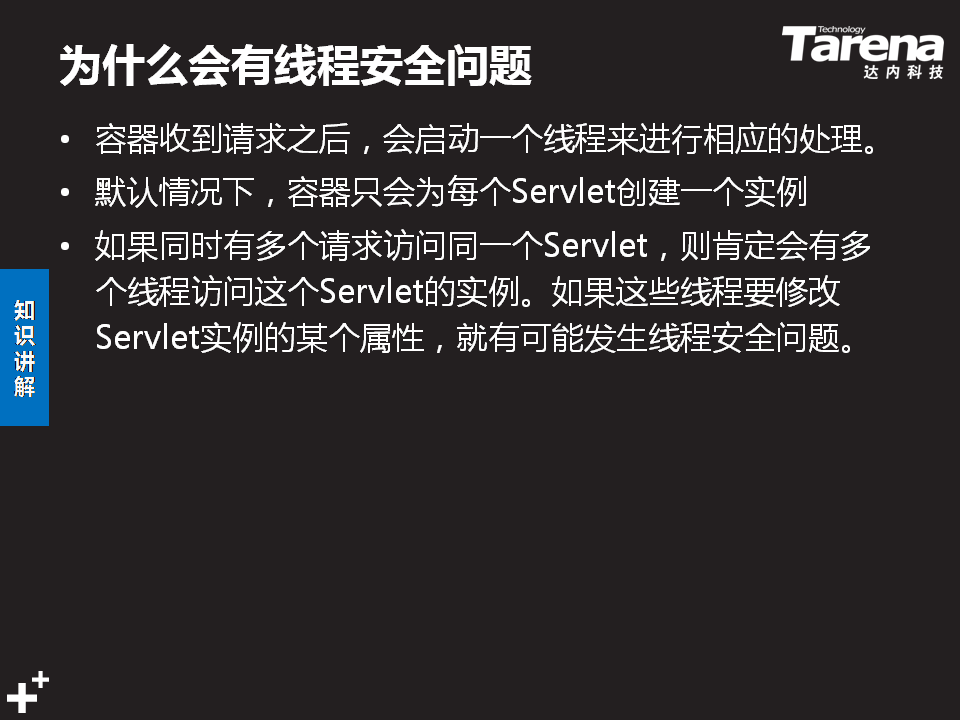 为什么会有线程安全问题
Technology
Tarena
达内科技
• 容器收到请求之后，会启动一个线程来进行相应的处理。
• 默认情况下，容器只会为每个Servlet创建一个实例
• 如果同时有多个请求访问同一个Servlet，则肯定会有多
个线程访问这个Servlet的实例。如果这些线程要修改
Servlet实例的某个属性，就有可能发生线程安全问题。
知
识
讲
解